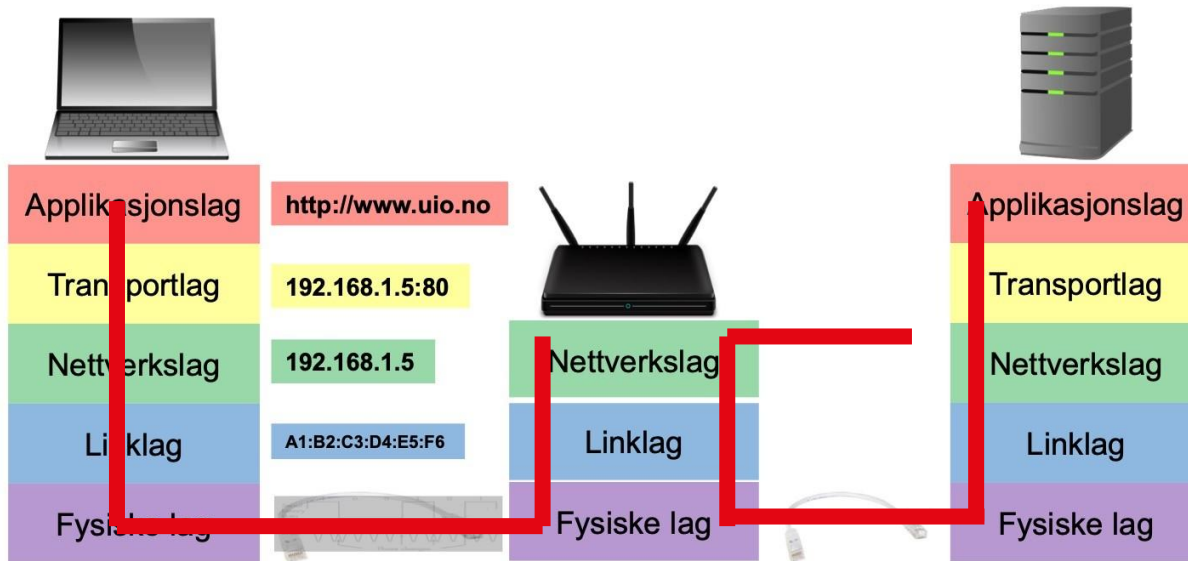 Applikasjonslag
http://www.uio.no
Applikasjonslag
Transportlag
192.168.1.5:80
Transportlag
Nettverkslag
192.168.1.5
Nettverkslag
Nettverkslag
Linklag
A1:B2:C3:D4:E5:F6
Linklag
Linklag
Fysiske lag
Fysiske lag
Fysiske lag